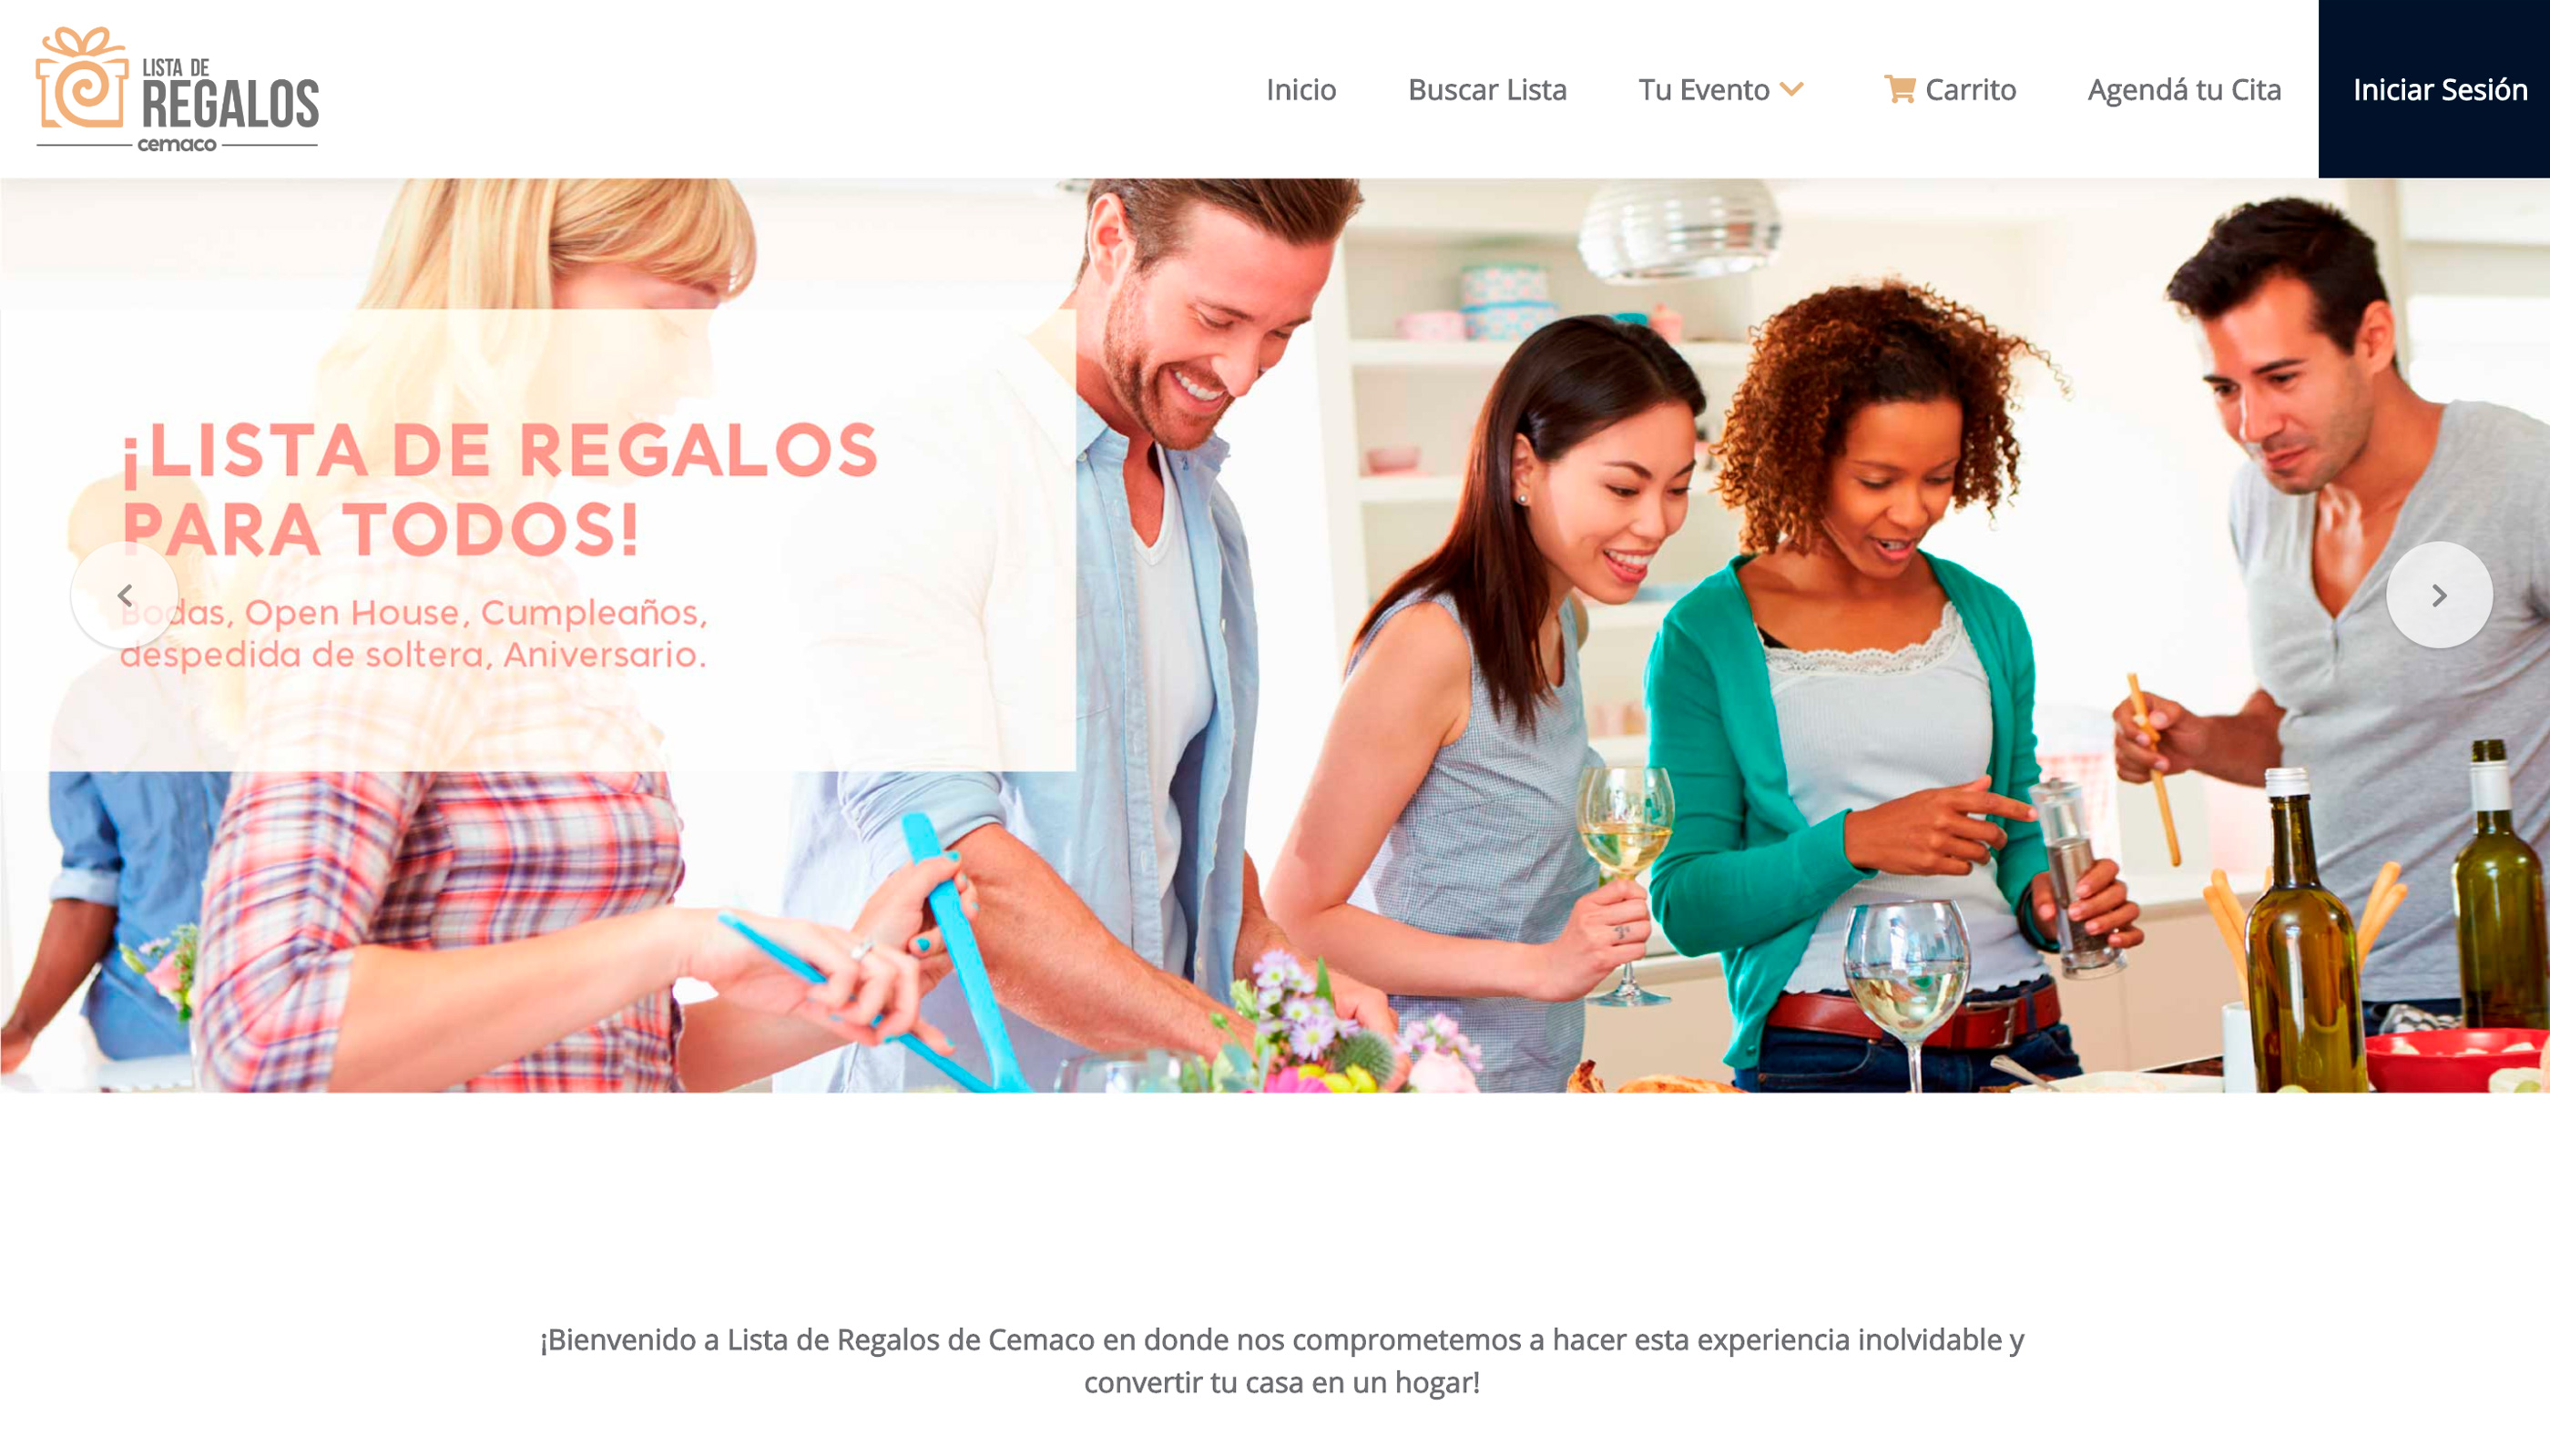 LISTA DE
REGALOS
cemaco
Inicio
Buscar Lista
Tu Evento
Carrito
Agendá tu Cita
Iniciar Sesión
¡LISTA DE REGALOS
PARA TODOS!
Bodas, Open House, Cumpleaños,
despedida de soltera, Aniversario.
¡Bienvenido a Lista de Regalos de Cemaco en donde nos comprometemos a hacer esta experiencia inolvidable y
convertir tu casa en un hogar!